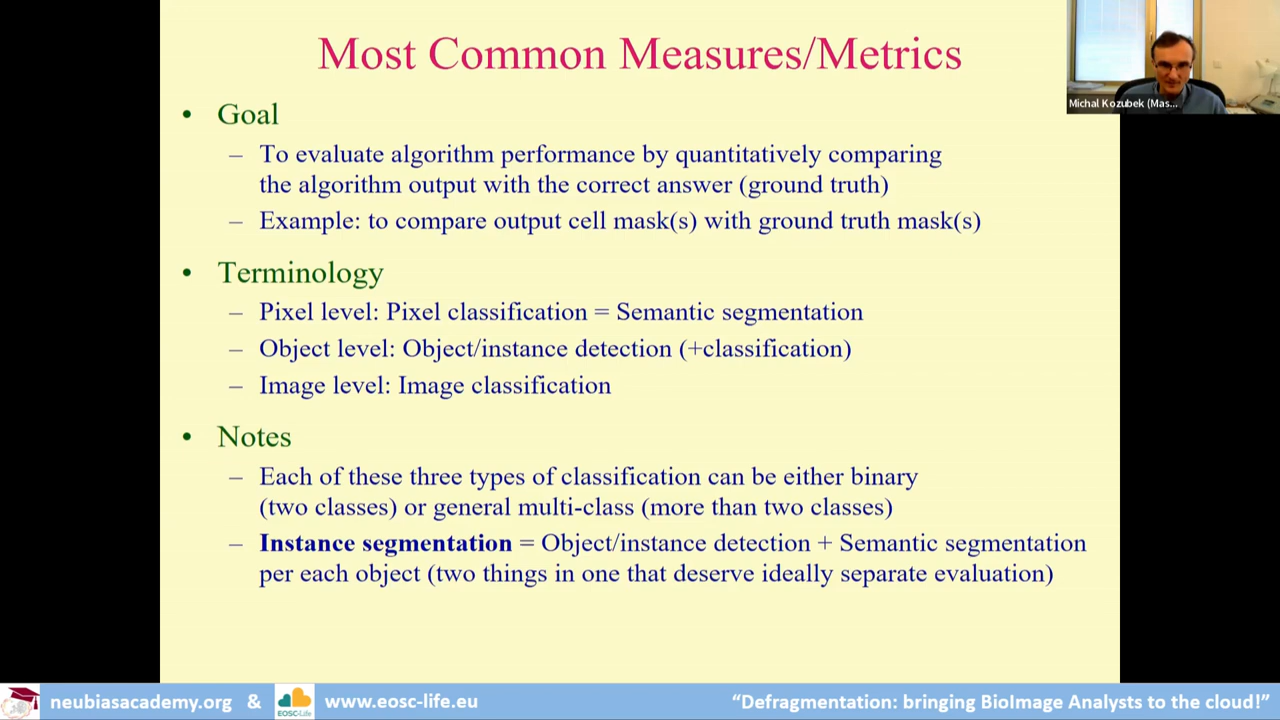 Most Common Measures/Metrics
Michal Kozubek (Mas...
• Goal
– To evaluate algorithm performance by quantitatively comparing
the algorithm output with the correct answer (ground truth)
– Example: to compare output cell mask(s) with ground truth mask(s)
• Terminology
– Pixel level: Pixel classification = Semantic segmentation
– Object level: Object/instance detection (+classification)
– Image level: Image classification
• Notes
– Each of these three types of classification can be either binary
(two classes) or general multi-class (more than two classes)
– Instance segmentation = Object/instance detection + Semantic segmentation
per each object (two things in one that deserve ideally separate evaluation)
neubiasacademy.org & EOSC-Life www.eosc-life.eu “Defragmentation: bringing BioImage Analysts to the cloud!”